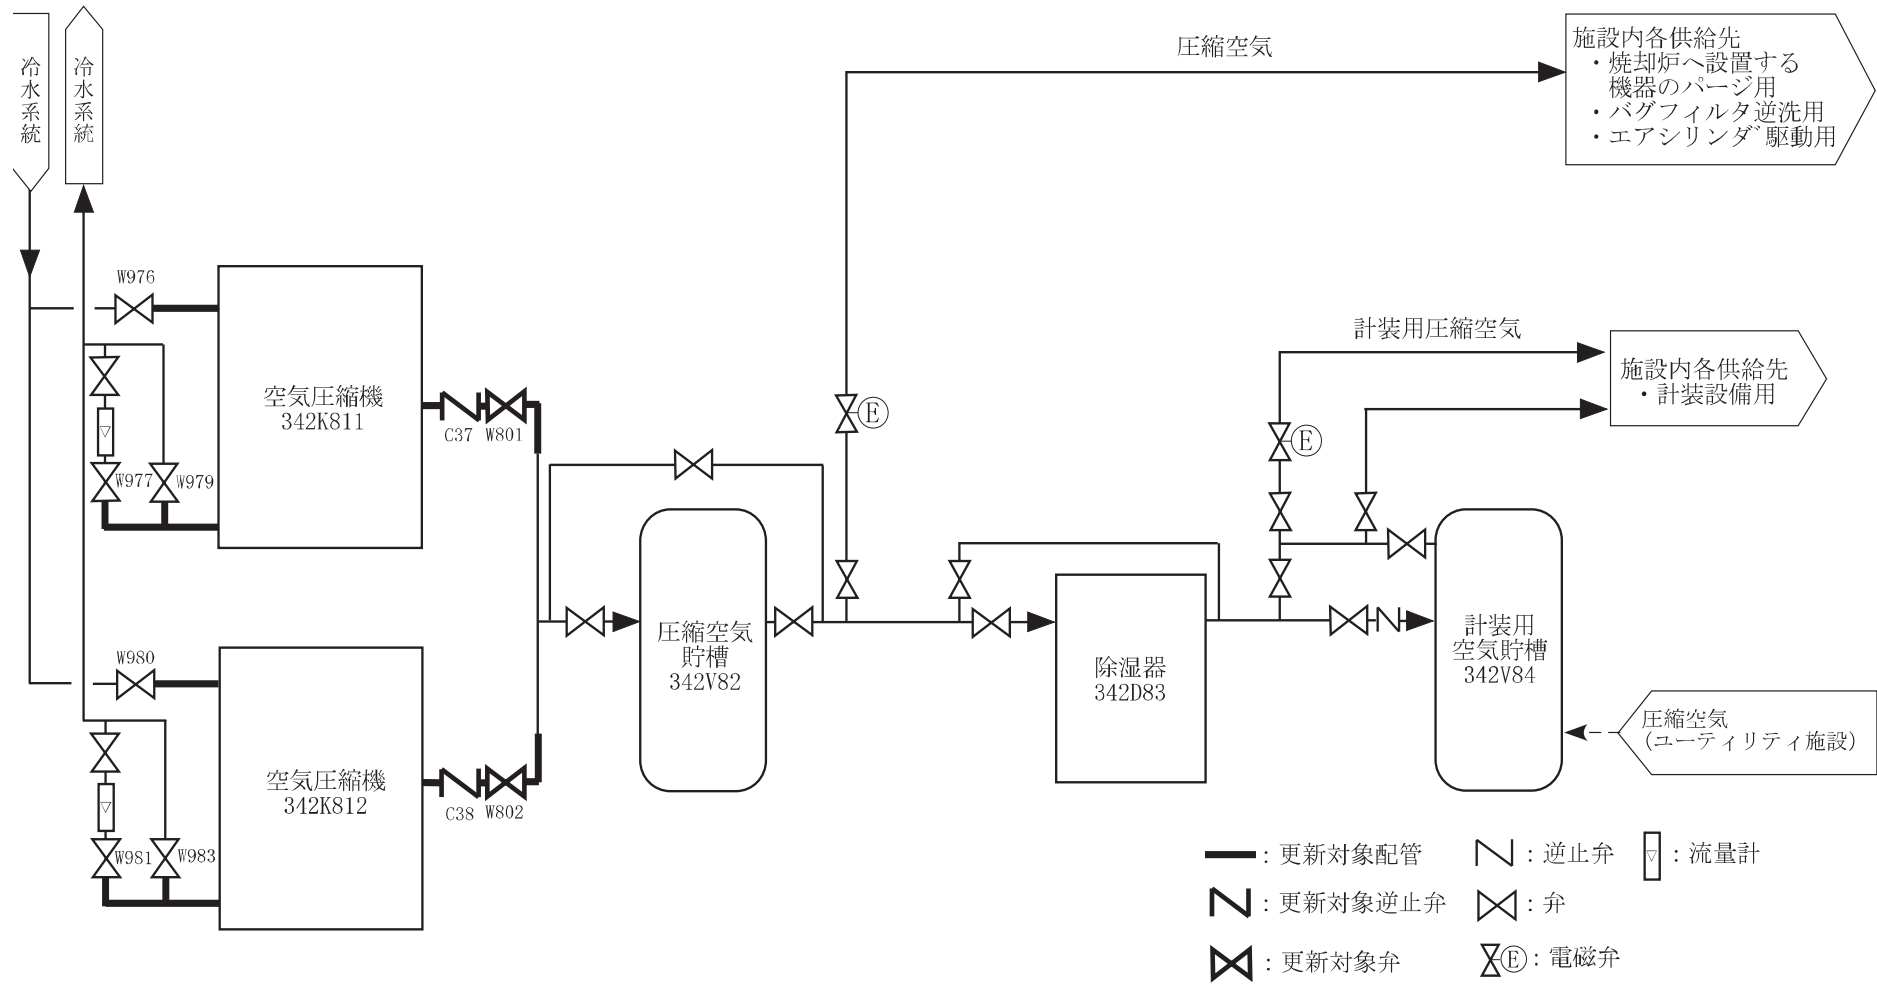 冷水系統
冷水系統
圧縮空気
施設内各供給先
・焼却炉へ設置する
機器のパージ用
・バグフィルタ逆洗用
・エアシリンダ駆動用
W976
空気圧縮機
342K811
C37
W801
W977
W979
E
計装用圧縮空気
施設内各供給先
・計装設備用
E
W980
圧縮空気
貯槽
342V82
除湿器
342D83
計装用
空気貯槽
342V84
圧縮空気
(ユーティリティ施設)
空気圧縮機
342K812
C38
W802
W981
W983
:更新対象配管
:逆止弁
:流量計
:更新対象逆止弁
:弁
:更新対象弁
E
:電磁弁